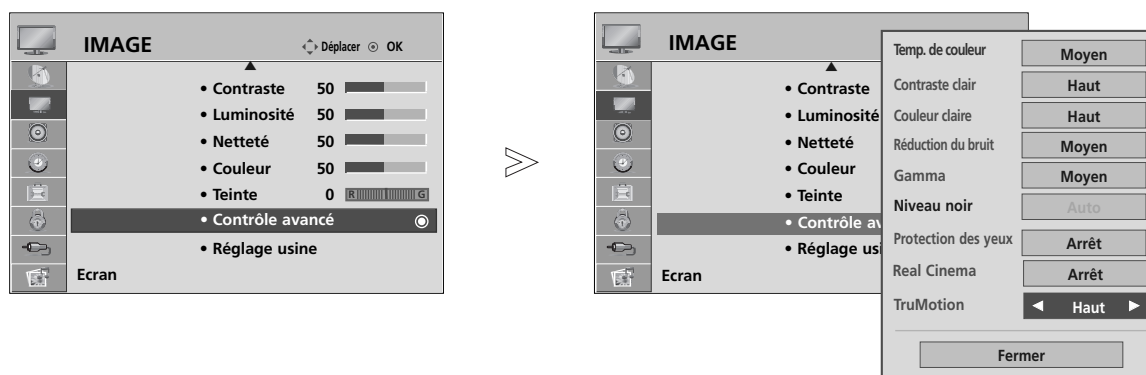 IMAGE
Déplacer OK
• Contraste 50
• Luminosité 50
• Netteté 50
• Couleur 50
• Teinte 0 R G
• Contrôle avancé
• Réglage usine
Ecran
IMAGE
• Contraste
• Luminosité
• Netteté
• Couleur
• Teinte
• Contrôle av
• Réglage usi
Ecran
Temp. de couleur Moyen
Contraste clair Haut
Couleur claire Haut
Réduction du bruit Moyen
Gamma Moyen
Niveau noir Auto
Protection des yeux Arrêt
Real Cinema Arrêt
TruMotion ◀ Haut ▶
Fermer